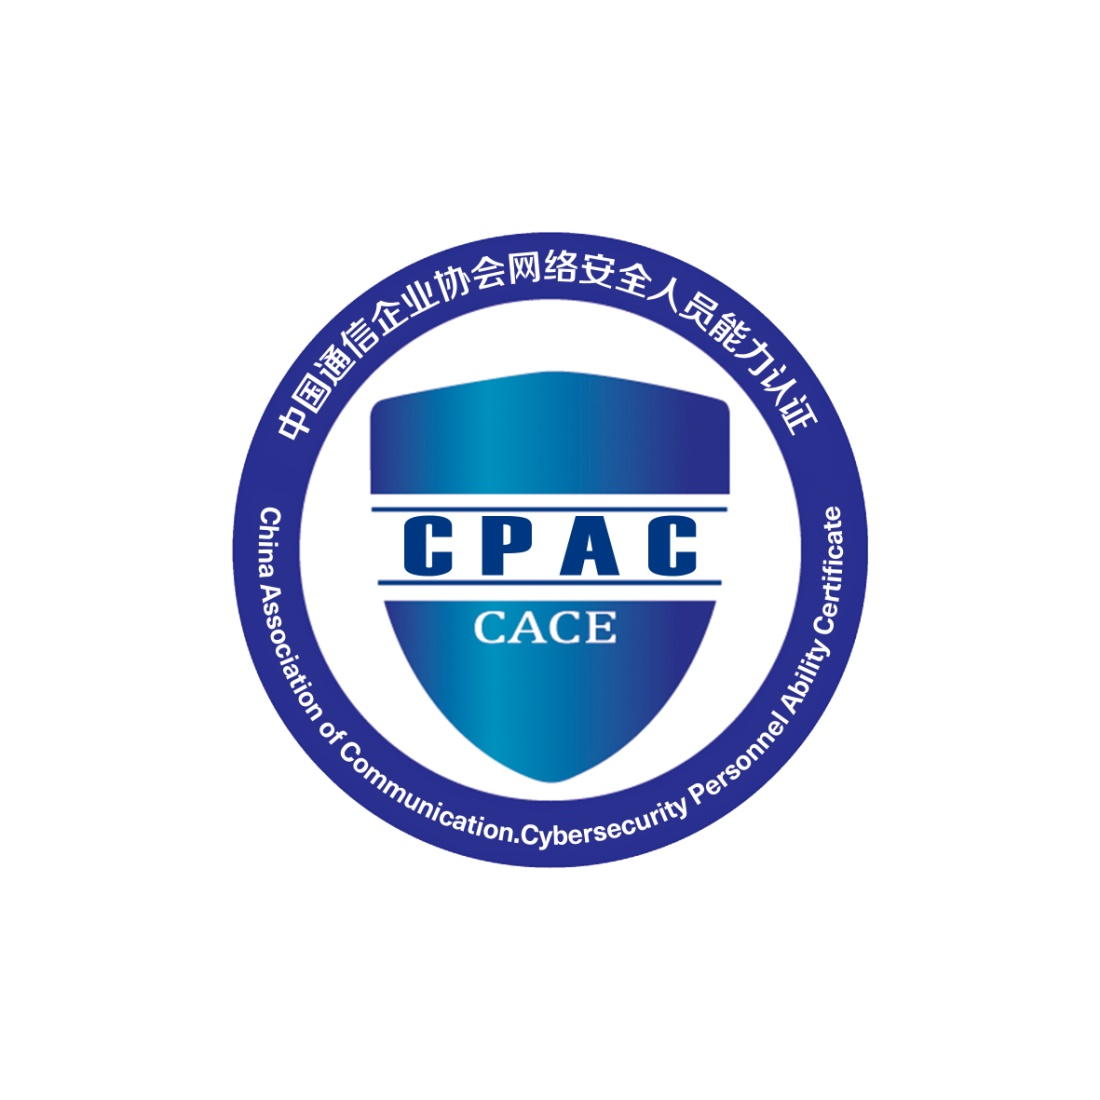 中国通信企业协会网络安全人员能力认证
CPAC
CACE
China Association of Communication.Cybersecurity Personnel Ability Certificate